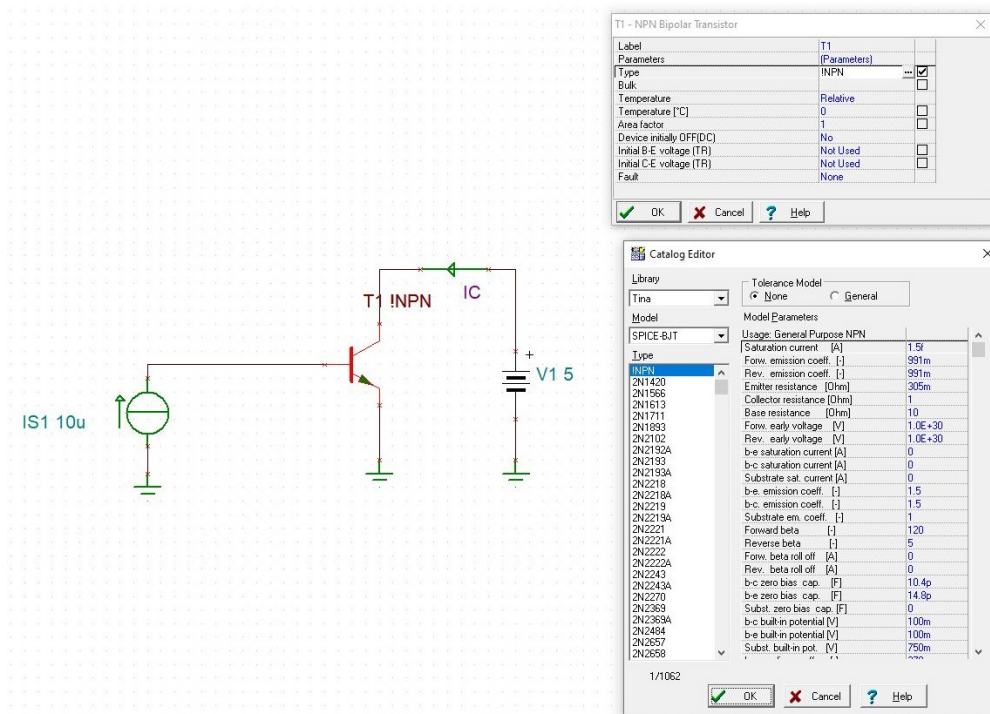 T1 - NPN Bipolar Transistor
Label T1
Parameters (Parameters)
Type !NPN ...
Bulk
Temperature Relative
Temperature [°C] 0
Area factor 1
Device initially OFF(DC) No
Initial B-E voltage (TR) Not Used
Initial C-E voltage (TR) Not Used
Fault None
OK Cancel ? Help
T1 !NPN
IC
+
V1 5
IS1 10u
Catalog Editor
Library
Tina
Model
SPICE-BJT
Type
!NPN
2N1420
2N1566
2N1613
2N1711
2N1893
2N2102
2N2192A
2N2193
2N2193A
2N2218
2N2218A
2N2219
2N2219A
2N2221
2N2221A
2N2222
2N2222A
2N2243
2N2243A
2N2270
2N2369
2N2369A
2N2484
2N2657
2N2658
1/1062
Tolerance Model
None General
Model Parameters
Usage: General Purpose NPN
Saturation current [A] 1.5f
Forw. emission coeff. [-] 991m
Rev. emission coeff. [-] 991m
Emitter resistance [Ohm] 305m
Collector resistance [Ohm] 1
Base resistance [Ohm] 10
Forw. early voltage [V] 1.0E+30
Rev. early voltage [V] 1.0E+30
b-e saturation current [A] 0
b-c saturation current [A] 0
Substrate sat. current [A] 0
b-e. emission coeff. [-] 1.5
b-c. emission coeff. [-] 1.5
Substrate em. coeff. [-] 1
Forward beta [-] 120
Reverse beta [-] 5
Forw. beta roll off [A] 0
Rev. beta roll off [A] 0
b-c zero bias cap. [F] 10.4p
b-e zero bias cap. [F] 14.8p
Subst. zero bias cap. [F] 0
b-c built-in potential [V] 100m
b-e built-in potential [V] 100m
Subst. built-in pot. [V] 750m
OK Cancel ? Help